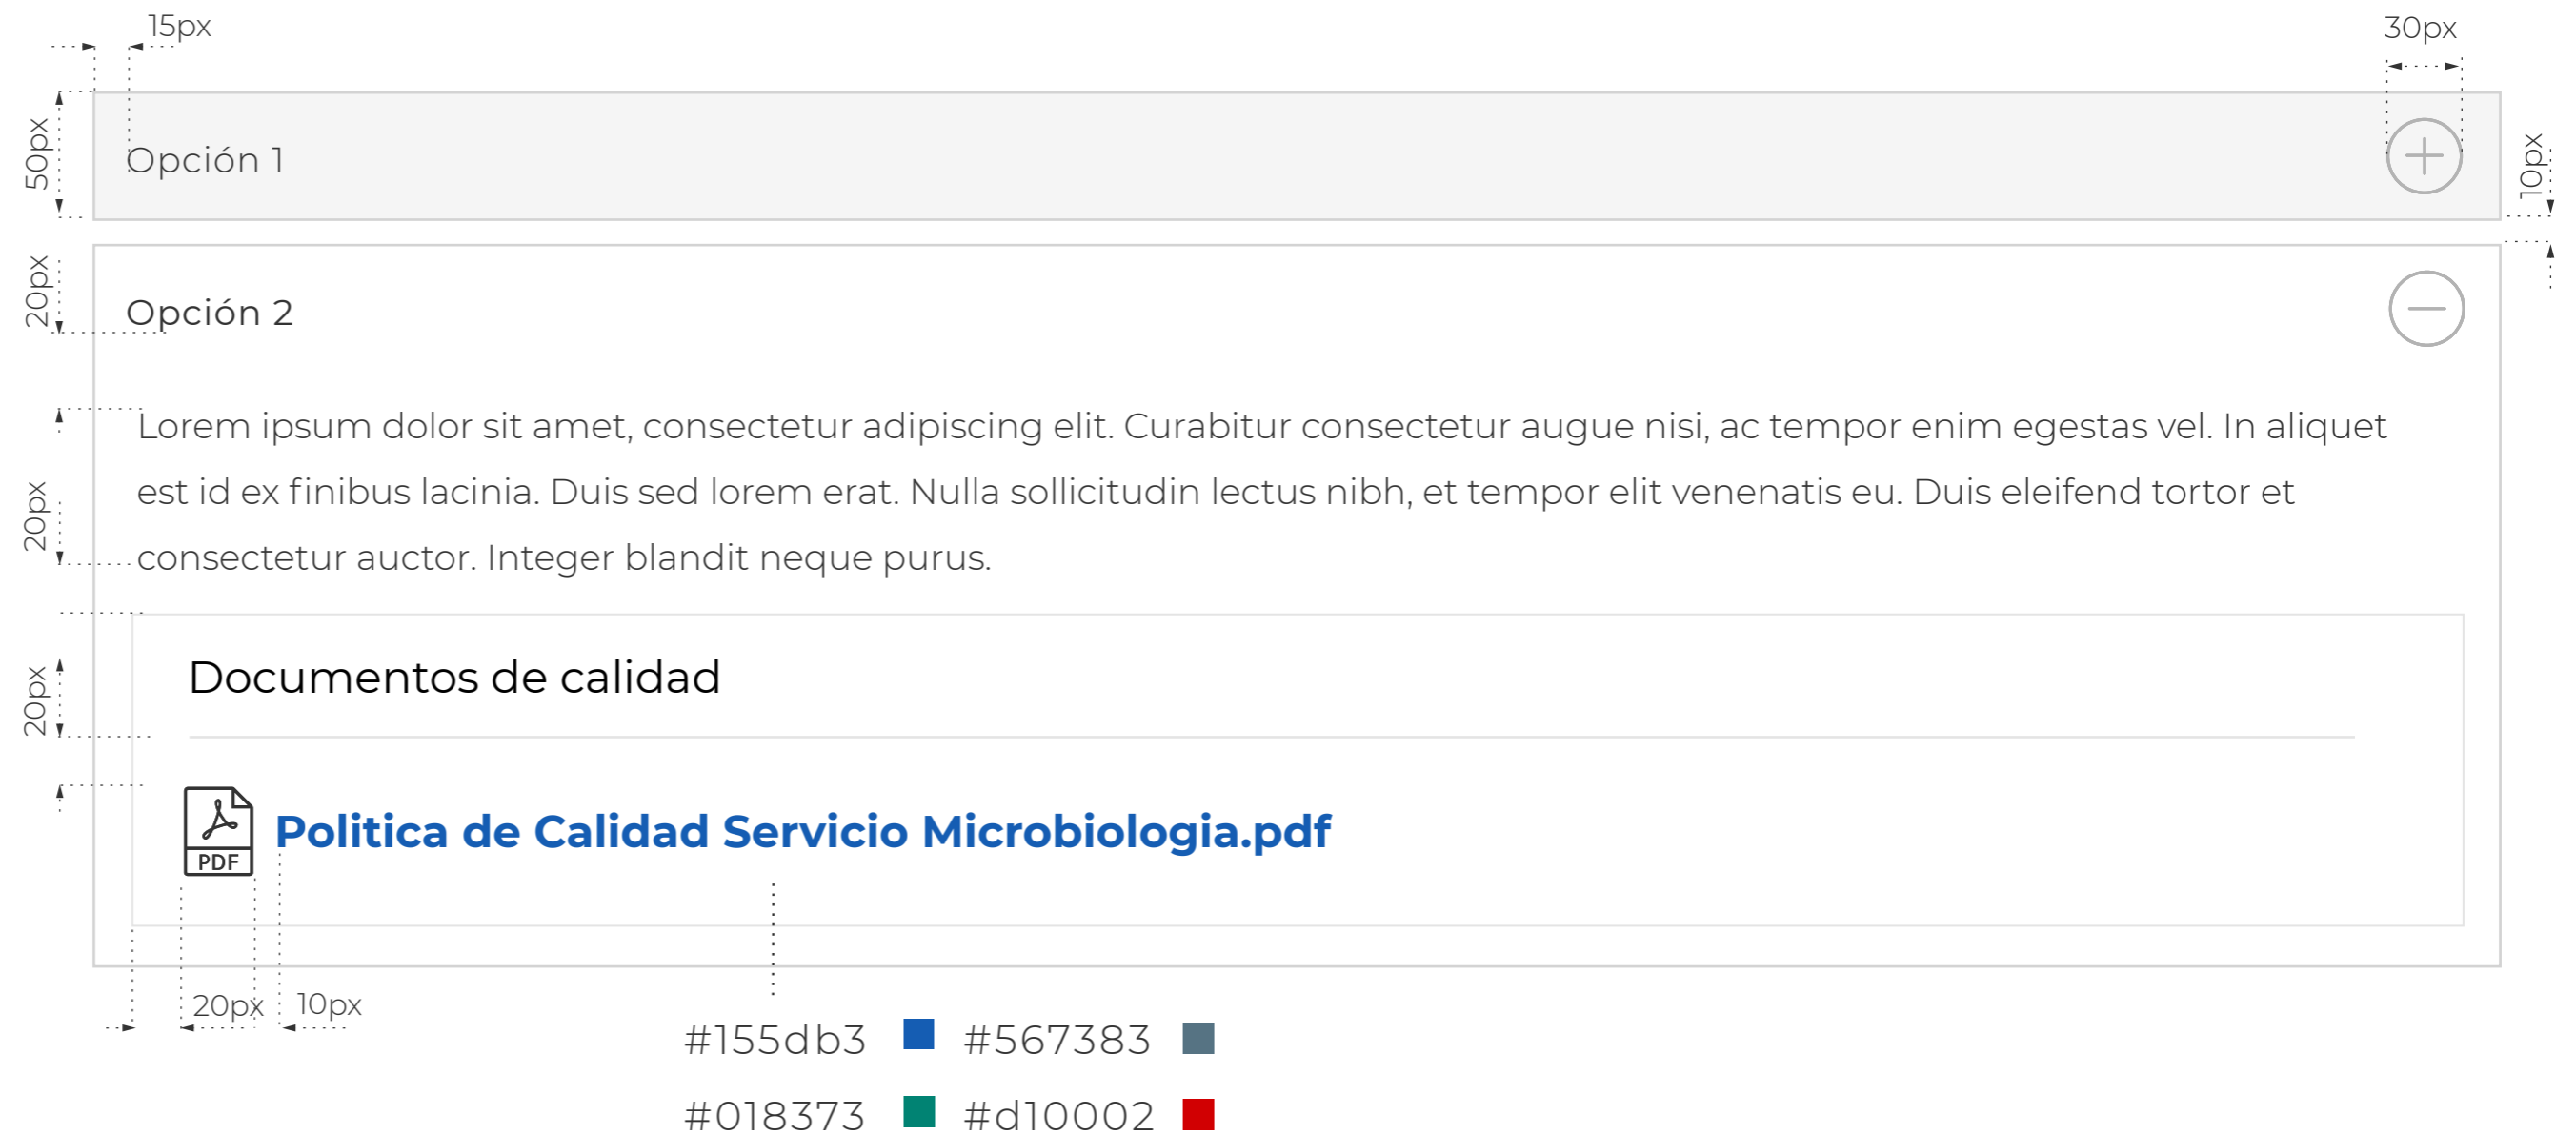 15px
30px
50px
Opción 1
10px
20px
Opción 2
Lorem ipsum dolor sit amet, consectetur adipiscing elit. Curabitur consectetur augue nisi, ac tempor enim egestas vel. In aliquet
est id ex finibus lacinia. Duis sed lorem erat. Nulla sollicitudin lectus nibh, et tempor elit venenatis eu. Duis eleifend tortor et
20px
consectetur auctor. Integer blandit neque purus.
Documentos de calidad
20px
PDF
Politica de Calidad Servicio Microbiologia.pdf
20px
10px
#155db3
#567383
#018373
#d10002